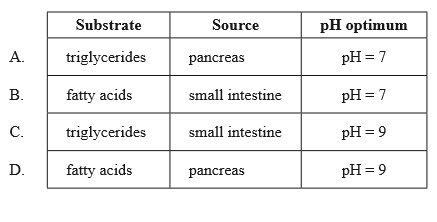 Substrate Source pH optimum
A. triglycerides pancreas pH = 7
B. fatty acids small intestine pH = 7
C. triglycerides small intestine pH = 9
D. fatty acids pancreas pH = 9